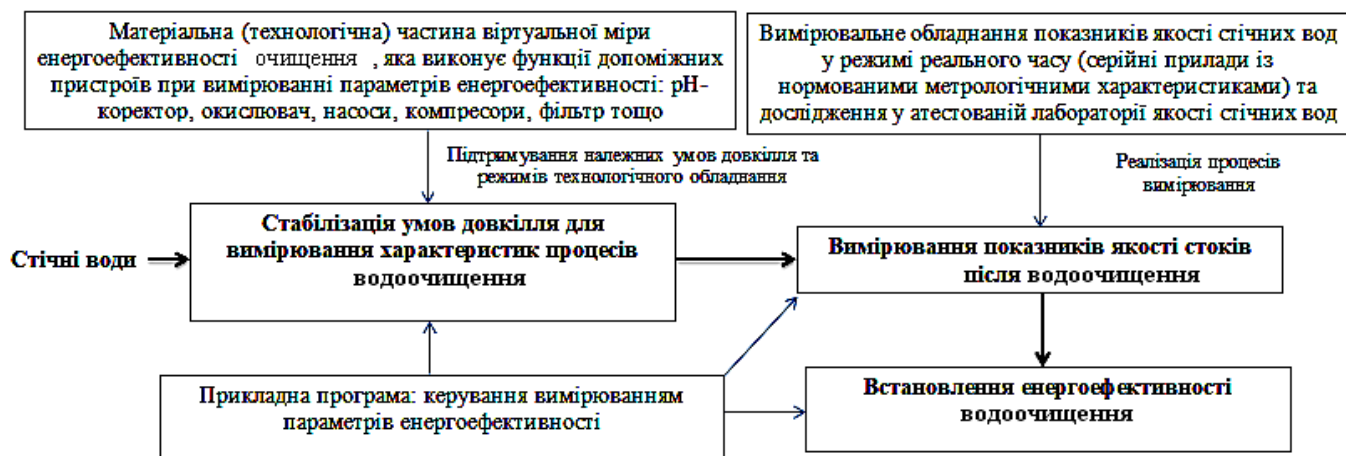 Матеріальна (технологічна) частина віртуальної міри
енергоефективності очищення , яка виконує функції допоміжних
пристроїв при вимірюванні параметрів енергоефективності: рН-
коректор, окислювач, насоси, компресори, фільтр тощо
Вимірювальне обладнання показників якості стічних вод
у режимі реального часу (серійні прилади із
нормованими метрологічними характеристиками) та
дослідження у атестованій лабораторії якості стічних вод
Підтримування належних умов довкілля та
режимів технологічного обладнання
Реалізація процесів
вимірювання
Стічні води
Стабілізація умов довкілля для
вимірювання характеристик процесів
водоочищення
Вимірювання показників якості стоків
після водоочищення
Прикладна програма: керування вимірюванням
параметрів енергоефективності
Встановлення енергоефективності
водоочищення